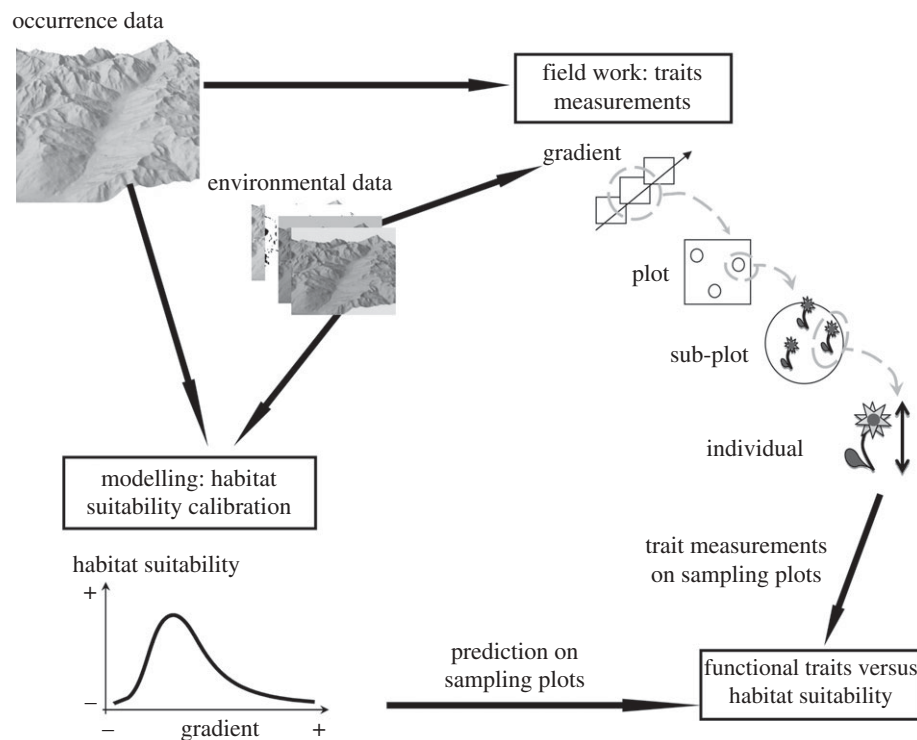 occurrence data
field work: traits
measurements
gradient
environmental data
plot
sub-plot
individual
modelling: habitat
suitability calibration
trait measurements
on sampling plots
habitat suitability
+
−
− gradient +
prediction on
sampling plots
functional traits versus
habitat suitability